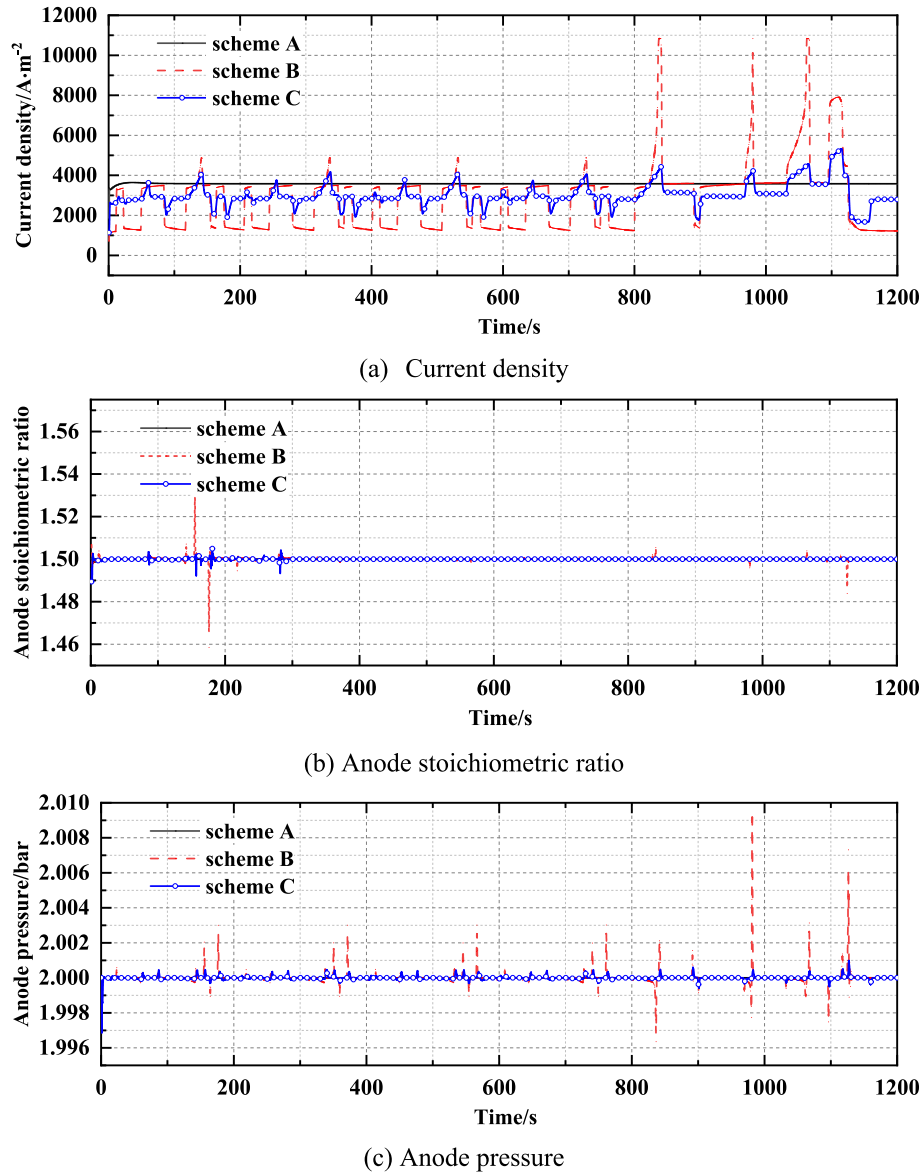 12000
10000
8000
6000
4000
2000
0
Current density/A·m⁻²
scheme A
scheme B
scheme C
0 200 400 600 800 1000 1200
Time/s
(a) Current density
1.56
1.54
1.52
1.50
1.48
1.46
Anode stoichiometric ratio
scheme A
scheme B
scheme C
0 200 400 600 800 1000 1200
Time/s
(b) Anode stoichiometric ratio
2.010
2.008
2.006
2.004
2.002
2.000
1.998
1.996
Anode pressure/bar
scheme A
scheme B
scheme C
0 200 400 600 800 1000 1200
Time/s
(c) Anode pressure